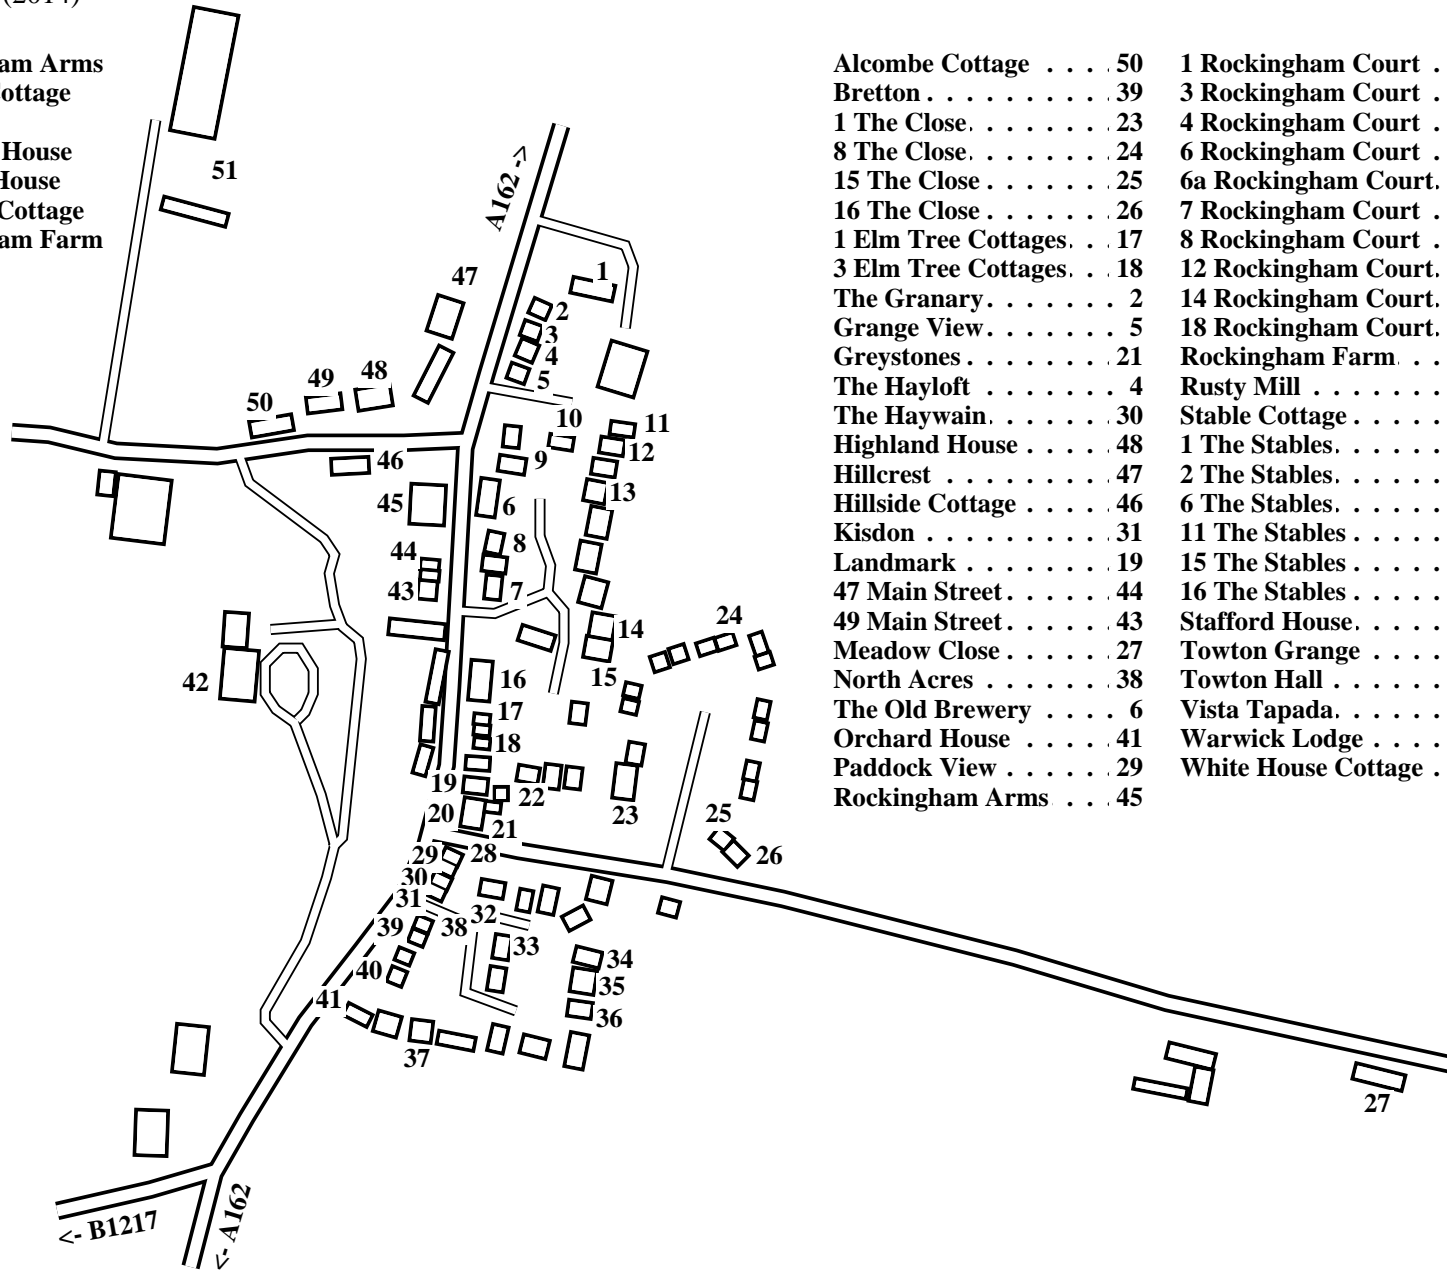 (2014)
am Arms
ottage
House
House
Cottage
am Farm
Alcombe Cottage . . . . 50
Bretton . . . . . . . . . . 39
1 The Close . . . . . . . 23
8 The Close . . . . . . . 24
15 The Close . . . . . . 25
16 The Close . . . . . . 26
1 Elm Tree Cottages . . 17
3 Elm Tree Cottages . . 18
The Granary . . . . . . . 2
Grange View . . . . . . . 5
Greystones . . . . . . . 21
The Hayloft . . . . . . . 4
The Haywain . . . . . . 30
Highland House . . . . . 48
Hillcrest . . . . . . . . 47
Hillside Cottage . . . . 46
Kisdon . . . . . . . . . . 31
Landmark . . . . . . . . 19
47 Main Street . . . . . 44
49 Main Street . . . . . 43
Meadow Close . . . . . . 27
North Acres . . . . . . . 38
The Old Brewery . . . . 6
Orchard House . . . . . 41
Paddock View . . . . . . 29
Rockingham Arms . . . 45
1 Rockingham Court .
3 Rockingham Court .
4 Rockingham Court .
6 Rockingham Court .
6a Rockingham Court .
7 Rockingham Court .
8 Rockingham Court .
12 Rockingham Court .
14 Rockingham Court .
18 Rockingham Court .
Rockingham Farm . . .
Rusty Mill . . . . . . .
Stable Cottage . . . . .
1 The Stables . . . . . .
2 The Stables . . . . . .
6 The Stables . . . . . .
11 The Stables . . . . .
15 The Stables . . . . .
16 The Stables . . . . .
Stafford House . . . . .
Towton Grange . . . .
Towton Hall . . . . . .
Vista Tapada . . . . . .
Warwick Lodge . . . .
White House Cottage .
51
A162 ->
47
1
2
3
4
5
48
49
50
10
11
12
9
46
13
45
6
8
44
43
7
14
24
15
42
16
17
18
19
22
23
20
21
25
26
29
28
30
31
32
39
38
33
40
34
35
41
36
37
27
<- B1217
<- A162